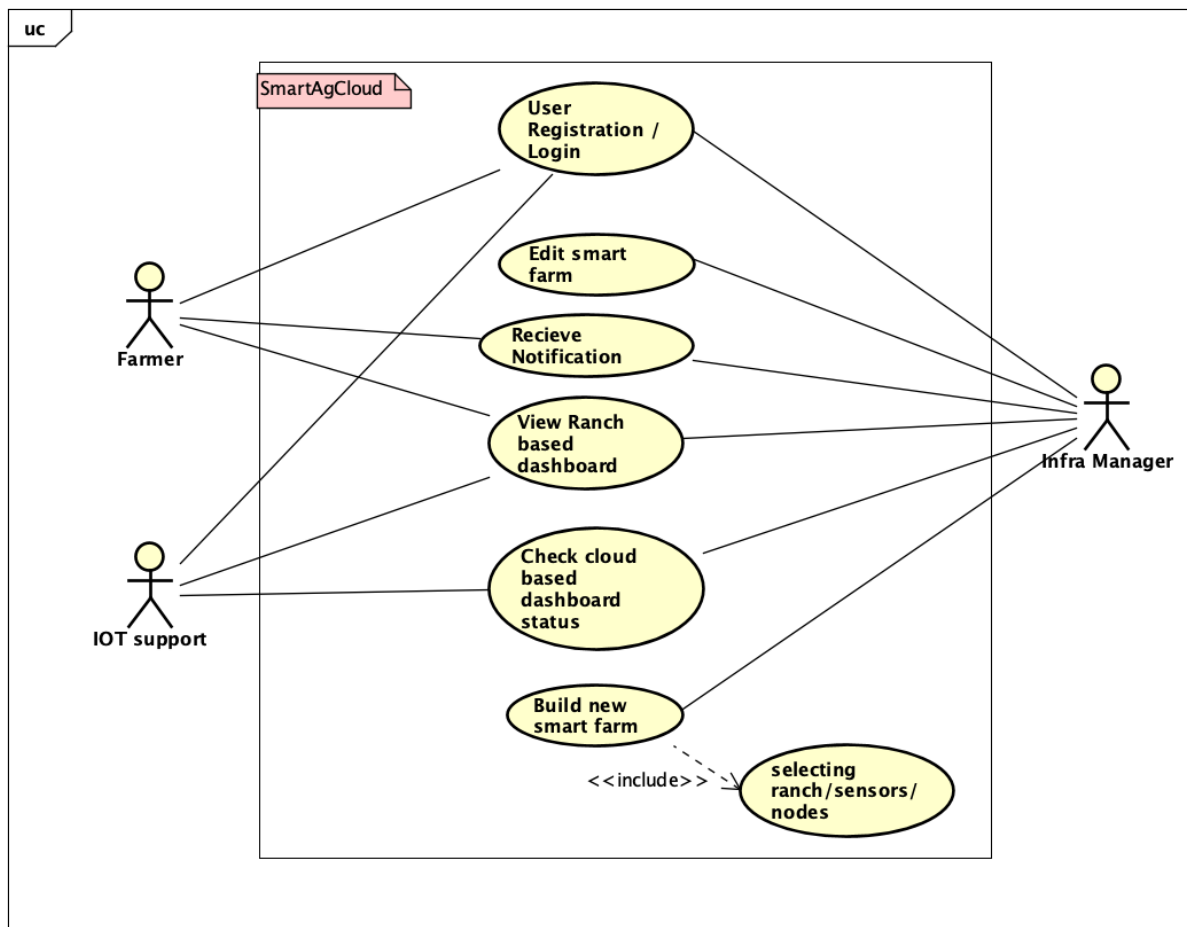 uc
SmartAgCloud
User
Registration /
Login
Edit smart
farm
Recieve
Notification
Farmer
View Ranch
based
dashboard
Infra Manager
Check cloud
based
dashboard
status
IOT support
Build new
smart farm
<<include>>
selecting
ranch/sensors/
nodes